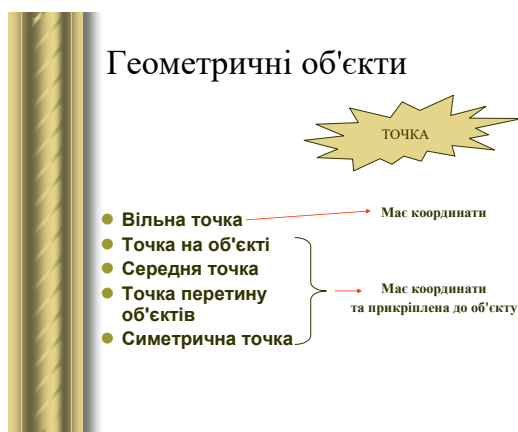 Геометричні об'єкти
ТОЧКА
Вільна точка
Має координати
Точка на об'єкті
Середня точка
Точка перетину
об'єктів
Симетрична точка
Має координати
та прикріплена до об'єкту